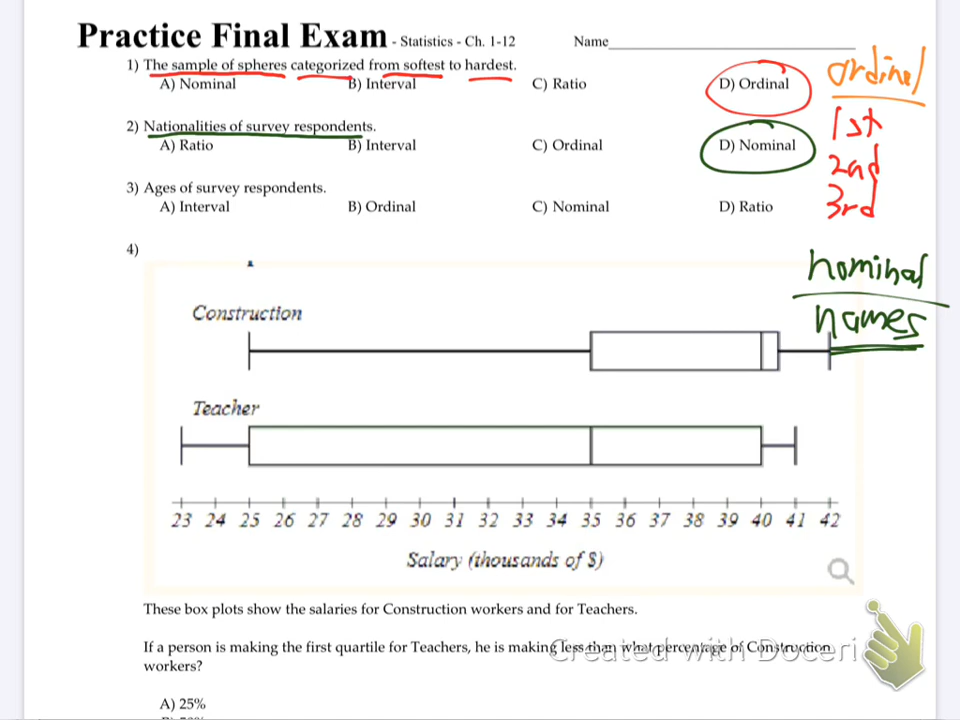 Practice Final Exam - Statistics - Ch. 1-12 Name
1) The sample of spheres categorized from softest to hardest.
A) Nominal B) Interval C) Ratio D) Ordinal
ordinal
1st
2nd
3rd
2) Nationalities of survey respondents.
A) Ratio B) Interval C) Ordinal D) Nominal
3) Ages of survey respondents.
A) Interval B) Ordinal C) Nominal D) Ratio
4)
nominal
names
Construction
Teacher
23 24 25 26 27 28 29 30 31 32 33 34 35 36 37 38 39 40 41 42
Salary (thousands of $)
These box plots show the salaries for Construction workers and for Teachers.
If a person is making the first quartile for Teachers, he is making less than what percentage of Construction
workers?
Created with Doceri
A) 25%